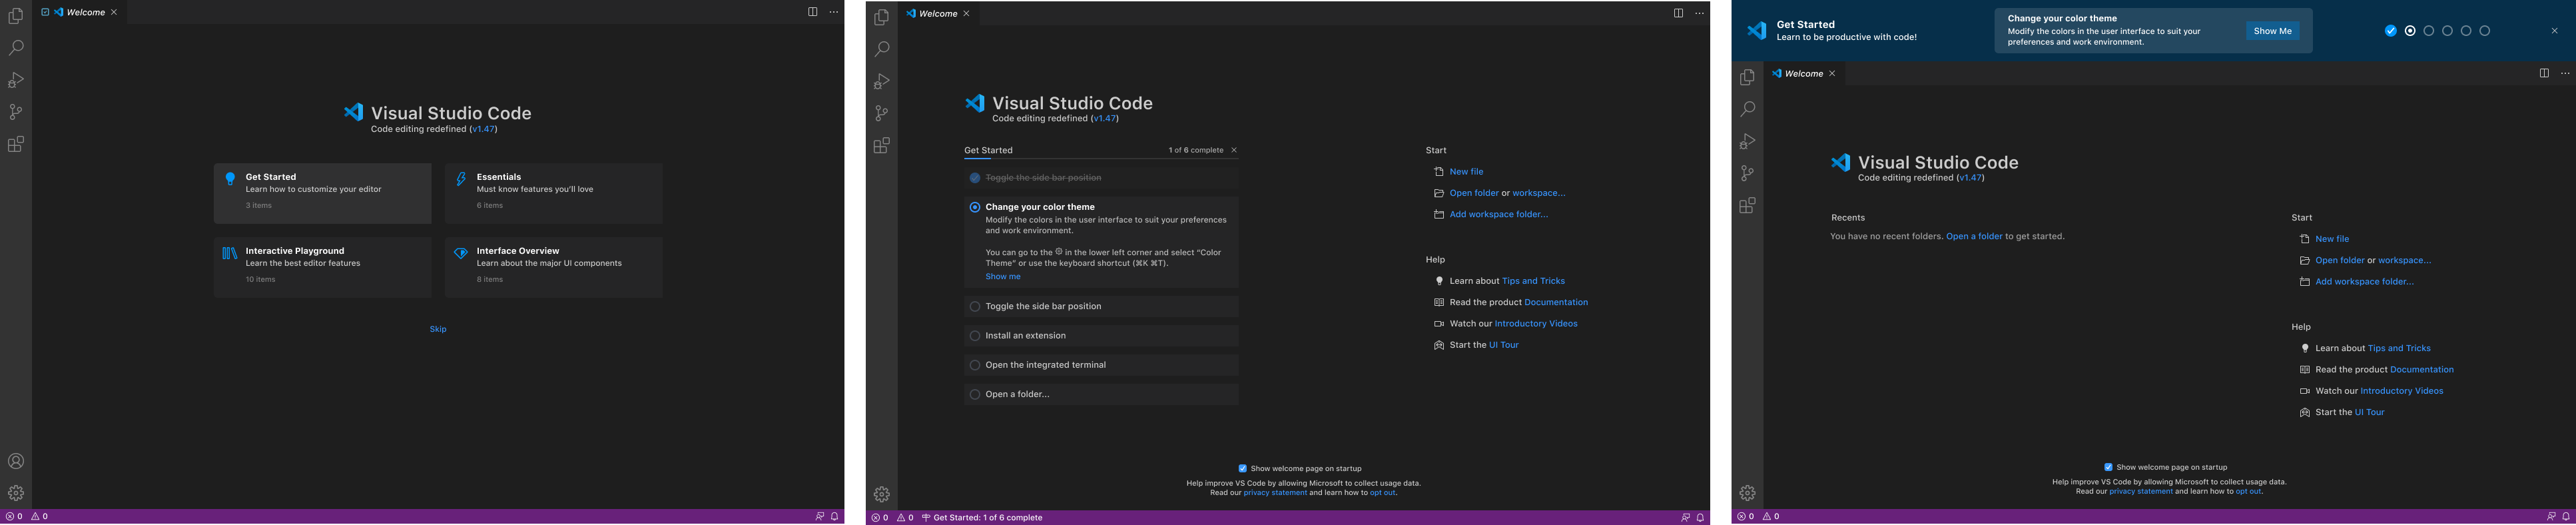 Welcome
Visual Studio Code
Code editing redefined (v1.47)
Get Started
Learn how to customize your editor
3 items
Essentials
Must know features you'll love
6 items
Interactive Playground
Learn the best editor features
10 items
Interface Overview
Learn about the major UI components
8 items
Skip
0 0
Welcome
Visual Studio Code
Code editing redefined (v1.47)
Get Started 1 of 6 complete
Toggle the side bar position
Change your color theme
Modify the colors in the user interface to suit your preferences
and work environment.
You can go to the in the lower left corner and select “Color
Theme” or use the keyboard shortcut (⌘K ⌘T).
Show me
Toggle the side bar position
Install an extension
Open the integrated terminal
Open a folder...
Start
New file
Open folder or workspace...
Add workspace folder...
Help
Learn about Tips and Tricks
Read the product Documentation
Watch our Introductory Videos
Start the UI Tour
Show welcome page on startup
Help improve VS Code by allowing Microsoft to collect usage data.
Read our privacy statement and learn how to opt out.
0 0 Get Started: 1 of 6 complete
Get Started
Learn to be productive with code!
Change your color theme
Modify the colors in the user interface to suit your
preferences and work environment.
Show Me
Welcome
Visual Studio Code
Code editing redefined (v1.47)
Recents
You have no recent folders. Open a folder to get started.
Start
New file
Open folder or workspace...
Add workspace folder...
Help
Learn about Tips and Tricks
Read the product Documentation
Watch our Introductory Videos
Start the UI Tour
Show welcome page on startup
Help improve VS Code by allowing Microsoft to collect usage data.
Read our privacy statement and learn how to opt out.
0 0